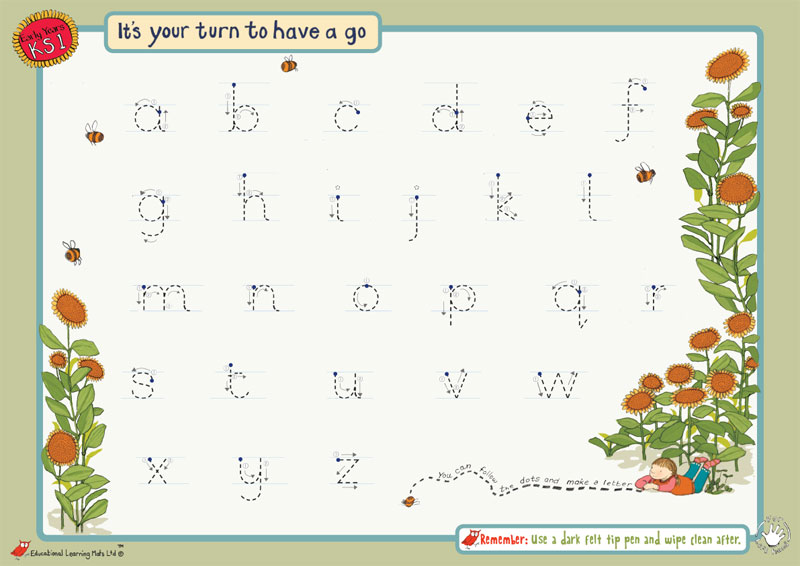 Early Years
KS1
It's your turn to have a go
a b c d e f
g h i j k l
m n o p q r
s t u v w
x y z
You can follow the dots and make a letter
Remember: Use a dark felt tip pen and wipe clean after.
Educational Learning Mats Ltd ©™